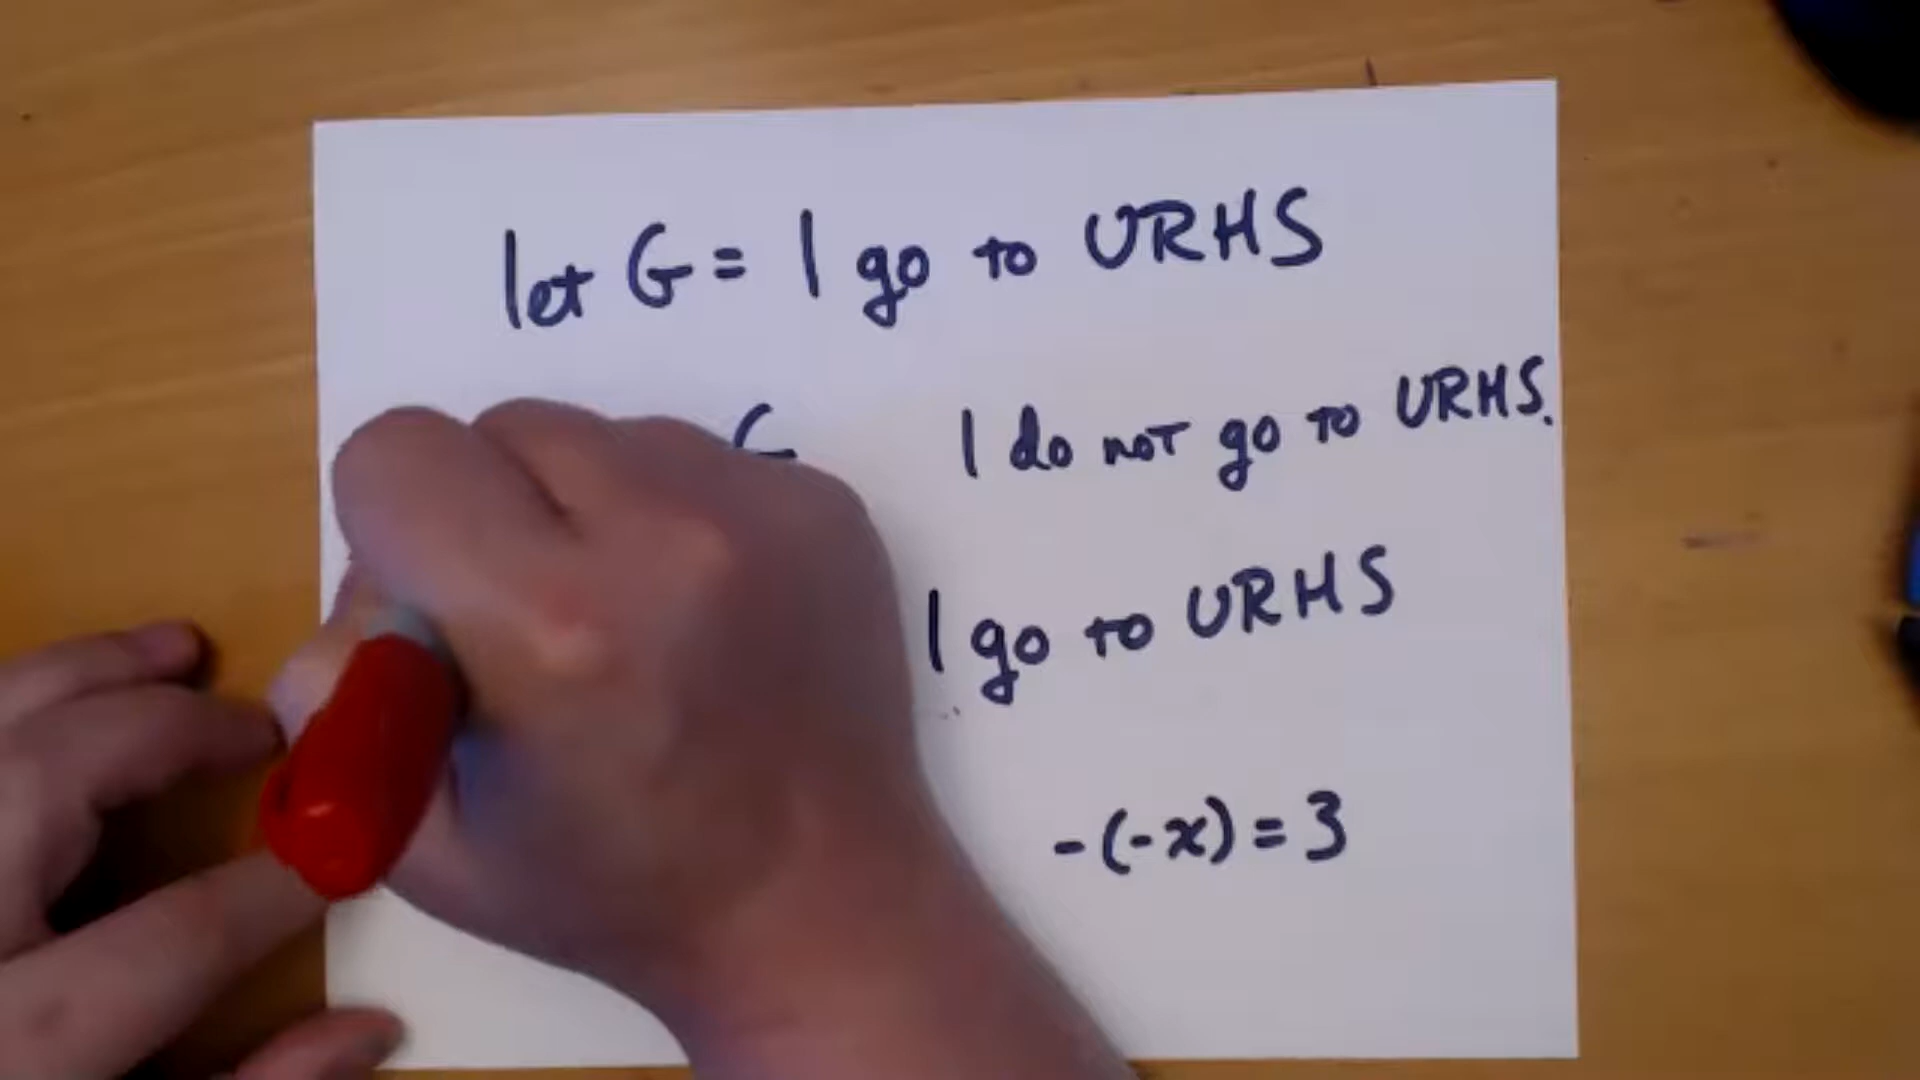 let G = I go to URHS
G I do not go to URHS.
I go to URHS
-(-x) = 3